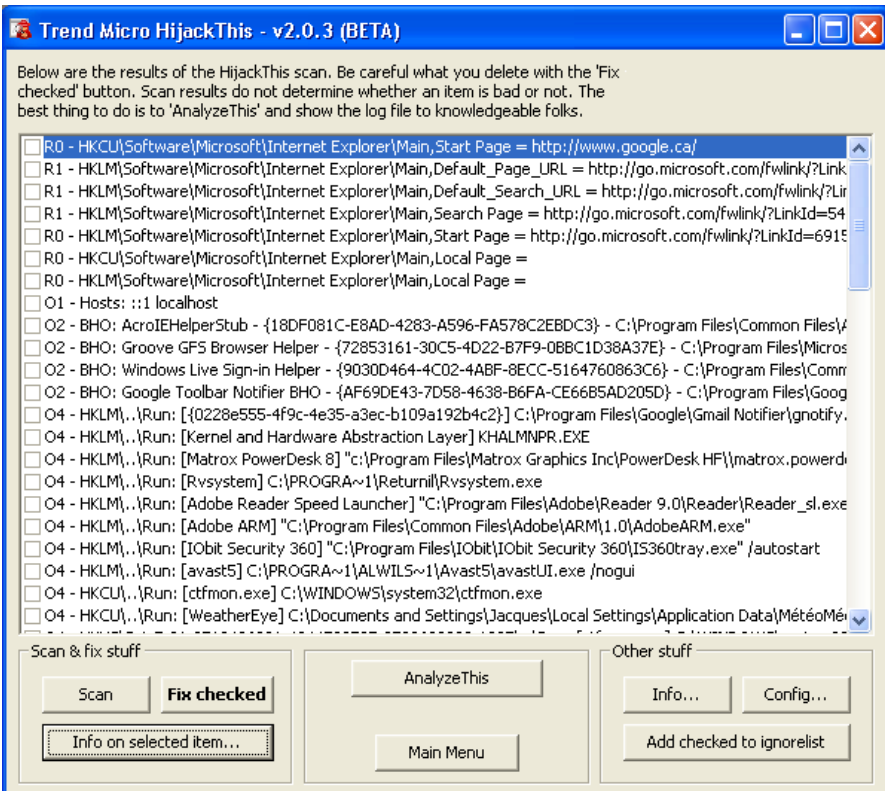 Trend Micro HijackThis - v2.0.3 (BETA)
Below are the results of the HijackThis scan. Be careful what you delete with the 'Fix
checked' button. Scan results do not determine whether an item is bad or not. The
best thing to do is to 'AnalyzeThis' and show the log file to knowledgeable folks.
R0 - HKCU\Software\Microsoft\Internet Explorer\Main,Start Page = http://www.google.ca/
R1 - HKLM\Software\Microsoft\Internet Explorer\Main,Default_Page_URL = http://go.microsoft.com/fwlink/?Link
R1 - HKLM\Software\Microsoft\Internet Explorer\Main,Default_Search_URL = http://go.microsoft.com/fwlink/?Lin
R1 - HKLM\Software\Microsoft\Internet Explorer\Main,Search Page = http://go.microsoft.com/fwlink/?LinkId=54
R0 - HKLM\Software\Microsoft\Internet Explorer\Main,Start Page = http://go.microsoft.com/fwlink/?LinkId=6915
R0 - HKCU\Software\Microsoft\Internet Explorer\Main,Local Page =
R0 - HKLM\Software\Microsoft\Internet Explorer\Main,Local Page =
O1 - Hosts: ::1 localhost
O2 - BHO: AcroIEHelperStub - {18DF081C-E8AD-4283-A596-FA578C2EBDC3} - C:\Program Files\Common Files\A
O2 - BHO: Groove GFS Browser Helper - {72853161-30C5-4D22-B7F9-0BBC1D38A37E} - C:\Program Files\Micros
O2 - BHO: Windows Live Sign-in Helper - {9030D464-4C02-4ABF-8ECC-5164760863C6} - C:\Program Files\Comm
O2 - BHO: Google Toolbar Notifier BHO - {AF69DE43-7D58-4638-B6FA-CE66B5AD205D} - C:\Program Files\Goog
O4 - HKLM\..\Run: [{0228e555-4f9c-4e35-a3ec-b109a192b4c2}] C:\Program Files\Google\Gmail Notifier\gnotify.
O4 - HKLM\..\Run: [Kernel and Hardware Abstraction Layer] KHALMNPR.EXE
O4 - HKLM\..\Run: [Matrox PowerDesk 8] "c:\Program Files\Matrox Graphics Inc\PowerDesk HF\\matrox.powerd
O4 - HKLM\..\Run: [Rvsystem] C:\PROGRA~1\Returnil\Rvsystem.exe
O4 - HKLM\..\Run: [Adobe Reader Speed Launcher] "C:\Program Files\Adobe\Reader 9.0\Reader\Reader_sl.exe
O4 - HKLM\..\Run: [Adobe ARM] "C:\Program Files\Common Files\Adobe\ARM\1.0\AdobeARM.exe"
O4 - HKLM\..\Run: [IObit Security 360] "C:\Program Files\IObit\IObit Security 360\IS360tray.exe" /autostart
O4 - HKLM\..\Run: [avast5] C:\PROGRA~1\ALWILS~1\Avast5\avastUI.exe /nogui
O4 - HKCU\..\Run: [ctfmon.exe] C:\WINDOWS\system32\ctfmon.exe
O4 - HKCU\..\Run: [WeatherEye] C:\Documents and Settings\Jacques\Local Settings\Application Data\MétéoMé
Scan & fix stuff
Scan
Fix checked
Info on selected item...
AnalyzeThis
Main Menu
Other stuff
Info...
Config...
Add checked to ignorelist